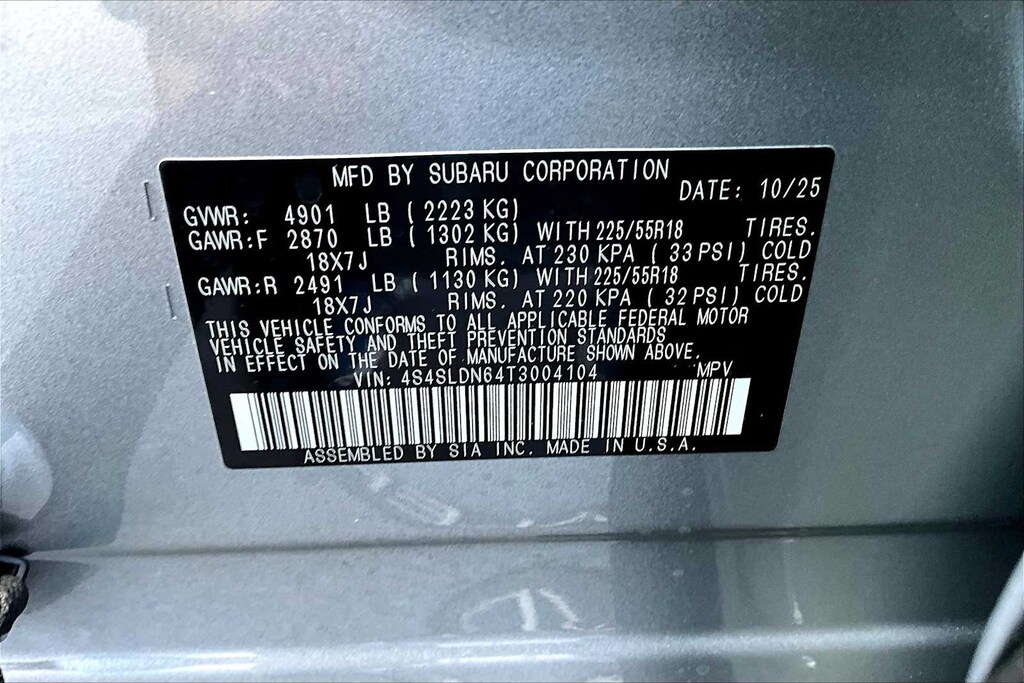 MFD BY SUBARU CORPORATION
DATE: 10/25
GVWR: 4901 LB ( 2223 KG)
GAWR:F 2870 LB ( 1302 KG) WITH 225/55R18 TIRES.
18X7J RIMS. AT 230 KPA ( 33 PSI) COLD
GAWR:R 2491 LB ( 1130 KG) WITH 225/55R18 TIRES.
18X7J RIMS. AT 220 KPA ( 32 PSI) COLD
THIS VEHICLE CONFORMS TO ALL APPLICABLE FEDERAL MOTOR
VEHICLE SAFETY AND THEFT PREVENTION STANDARDS
IN EFFECT ON THE DATE OF MANUFACTURE SHOWN ABOVE.
VIN: 4S4SLDN64T3004104 MPV
ASSEMBLED BY SIA INC. MADE IN U.S.A.